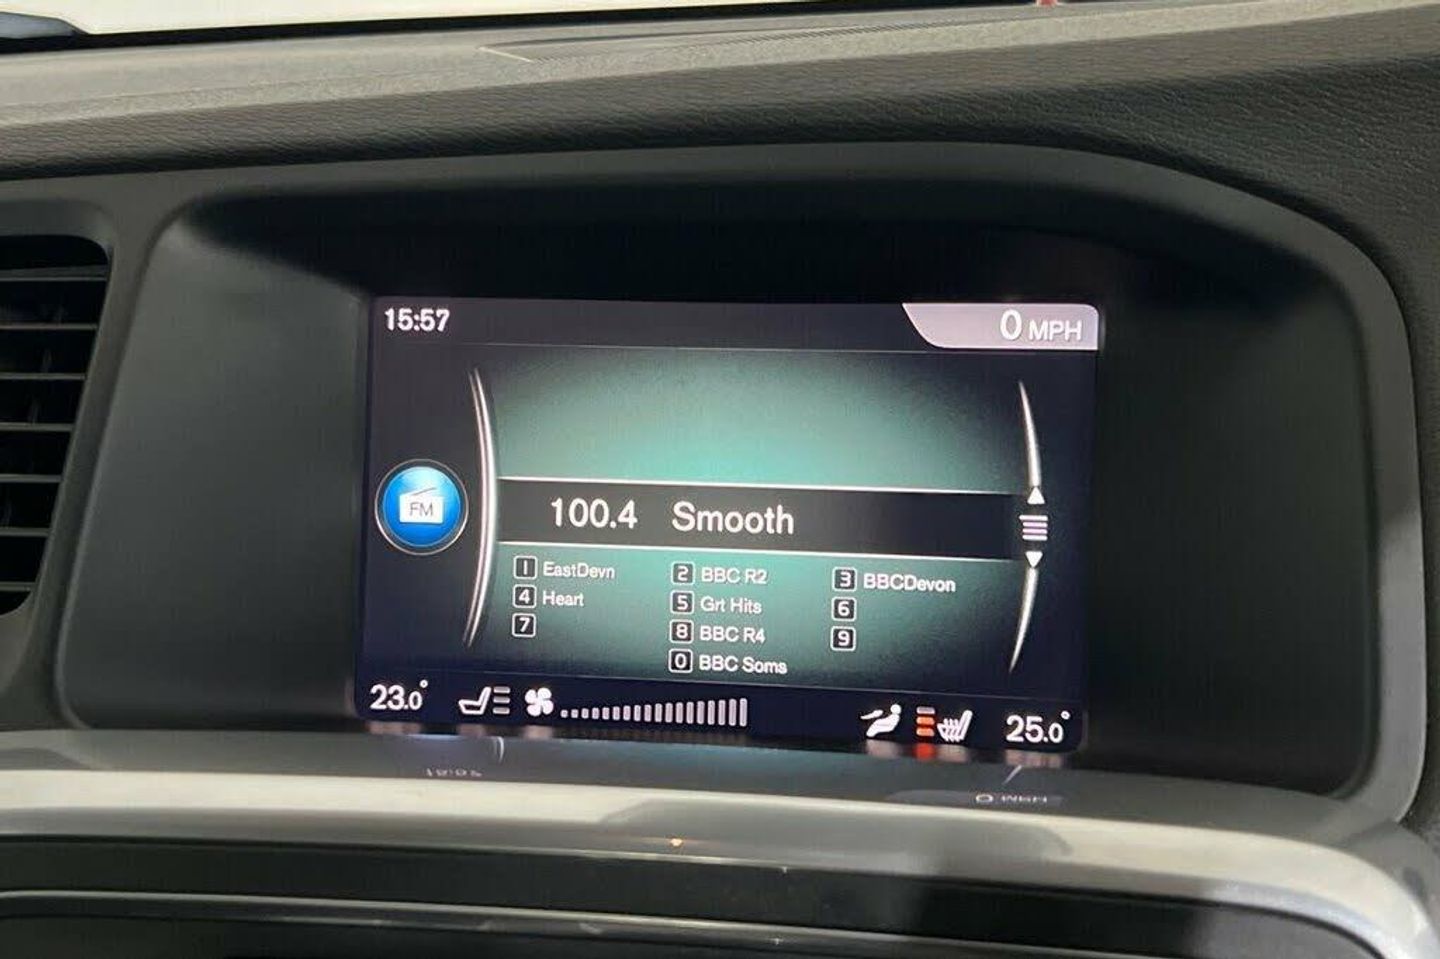 15:57
0 MPH
FM
100.4 Smooth
1 EastDevn 2 BBC R2 3 BBCDevon
4 Heart 5 Grt Hits 6
7 8 BBC R4 9
0 BBC Soms
23.0° 25.0°